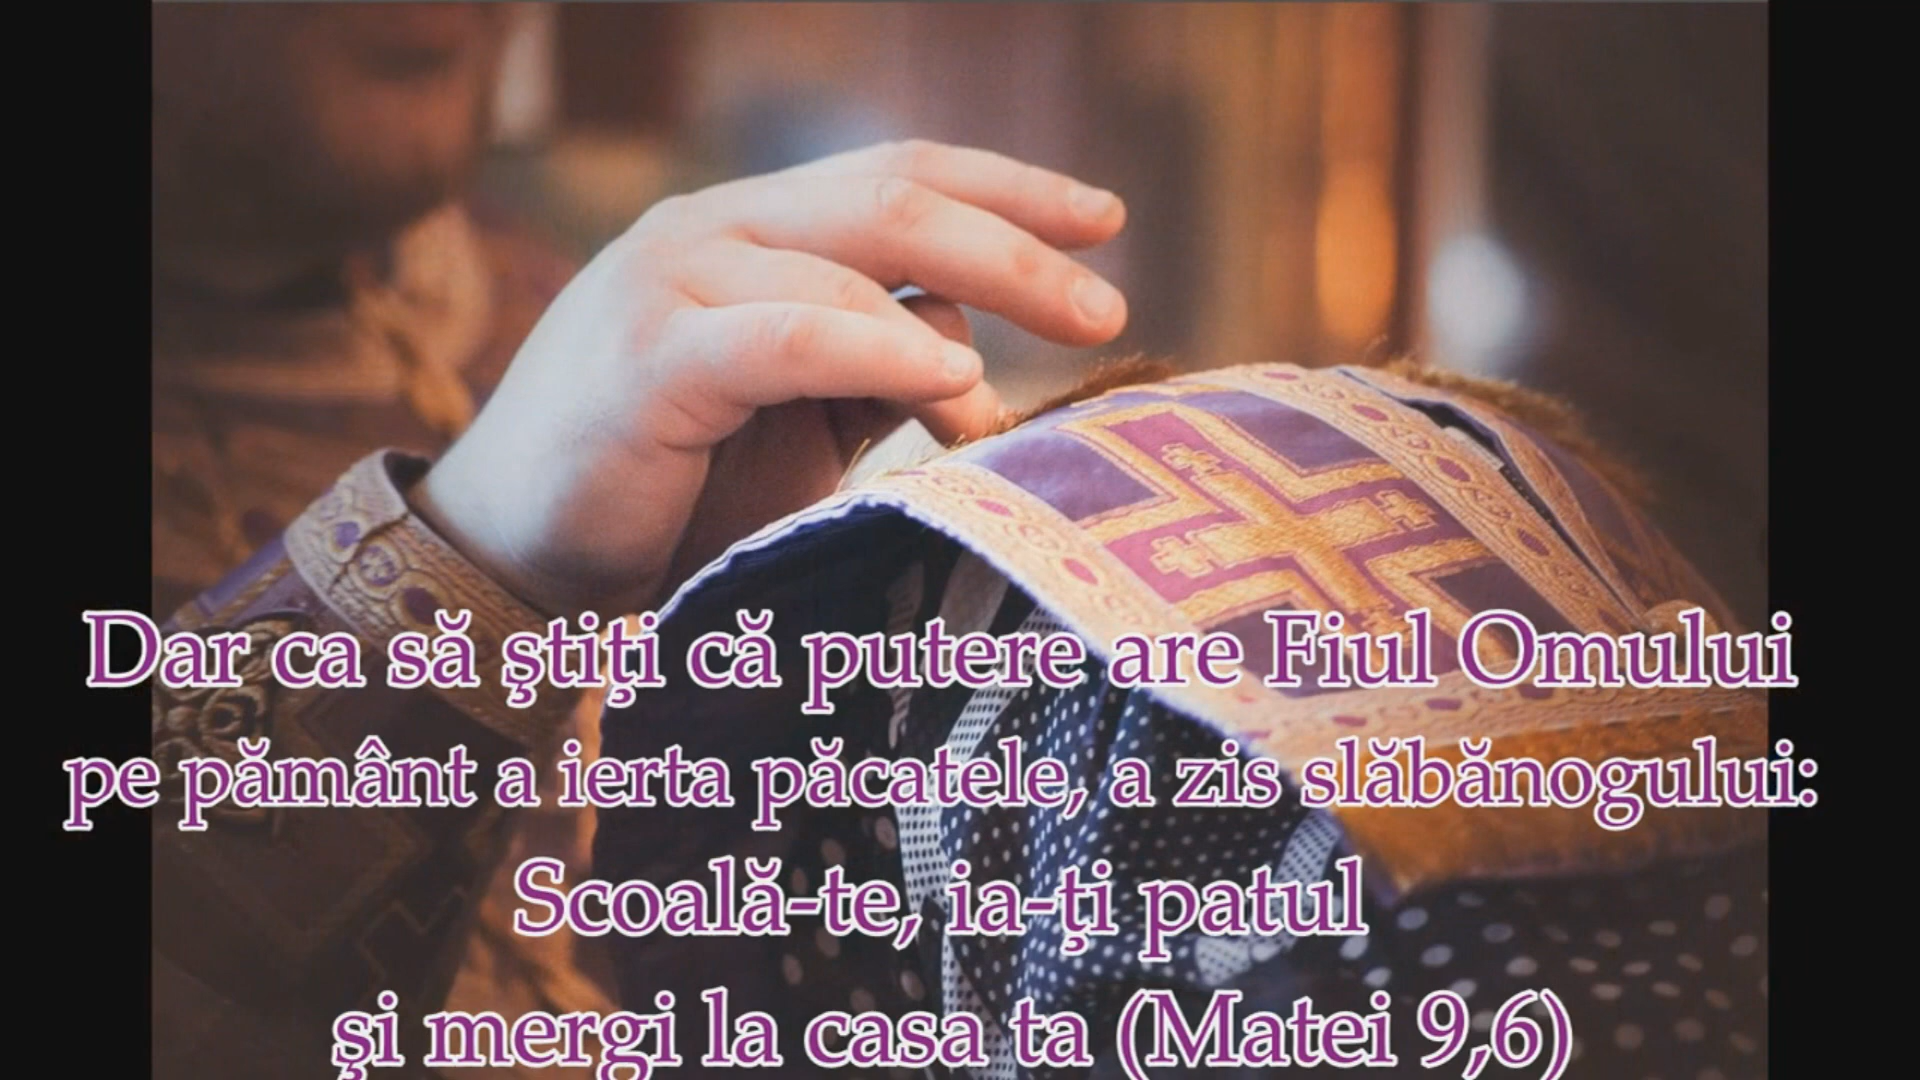 Dar ca să ştiţi că putere are Fiul Omului
pe pământ a ierta păcatele, a zis slăbănogului:
Scoală-te, ia-ţi patul
şi mergi la casa ta (Matei 9,6)